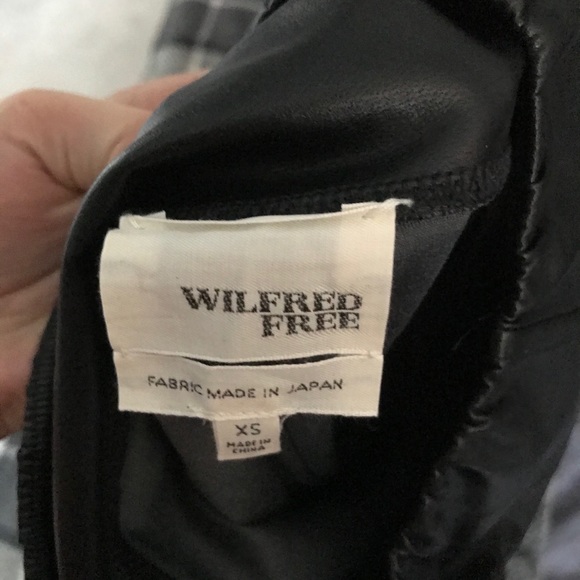 WILFRED
FREE
FABRIC MADE IN JAPAN
XS
MADE IN
CHINA